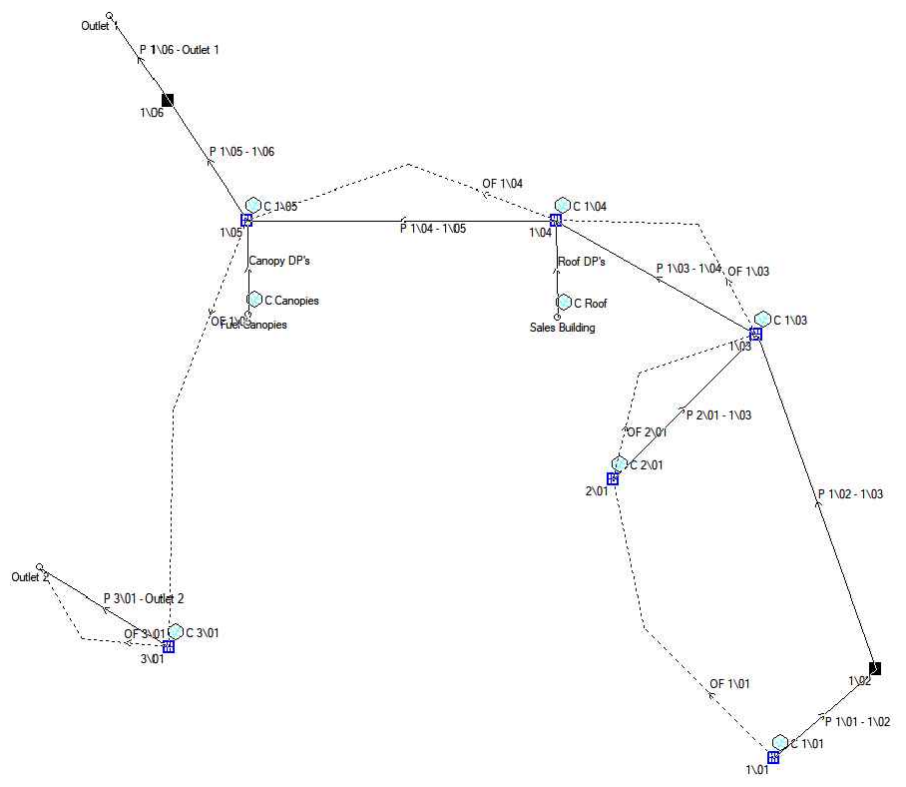 Outlet 1
P 1\06 - Outlet 1
1\06
P 1\05 - 1\06
OF 1\04
C 1\05
C 1\04
1\05
P 1\04 - 1\05
1\04
Canopy DP's
Roof DP's
P 1\03 - 1\04
OF 1\03
C Canopies
C Roof
OF 1\05
Fuel Canopies
Sales Building
C 1\03
1\03
P 2\01 - 1\03
OF 2\01
C 2\01
2\01
P 1\02 - 1\03
Outlet 2
P 3\01 - Outlet 2
OF 3\01
C 3\01
3\01
1\02
OF 1\01
P 1\01 - 1\02
C 1\01
1\01